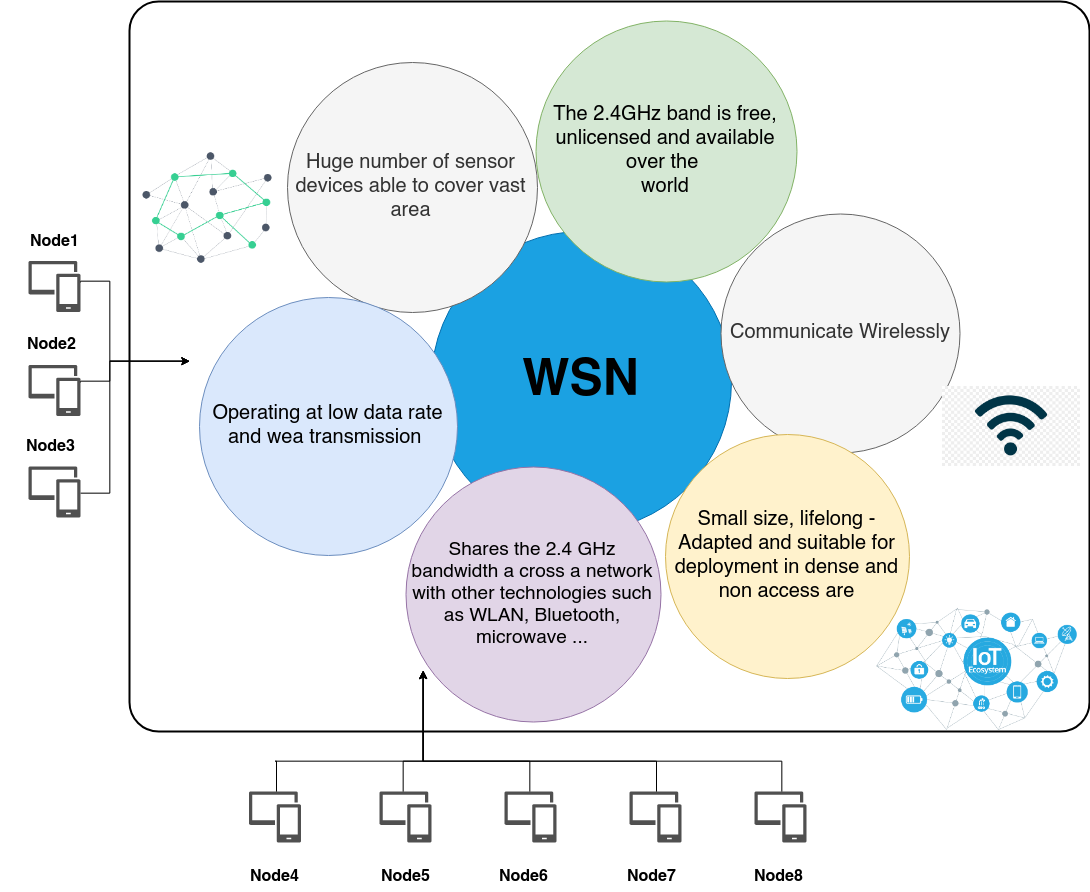 The 2.4GHz band is free,
unlicensed and available
over the
world
Huge number of sensor
devices able to cover vast
area
Communicate Wirelessly
WSN
Node1
Node2
Node3
Operating at low data rate
and wea transmission
Small size, lifelong -
Adapted and suitable for
deployment in dense and
non access are
Shares the 2.4 GHz
bandwidth a cross a network
with other technologies such
as WLAN, Bluetooth,
microwave ...
IoT
Ecosystem
Node4
Node5
Node6
Node7
Node8